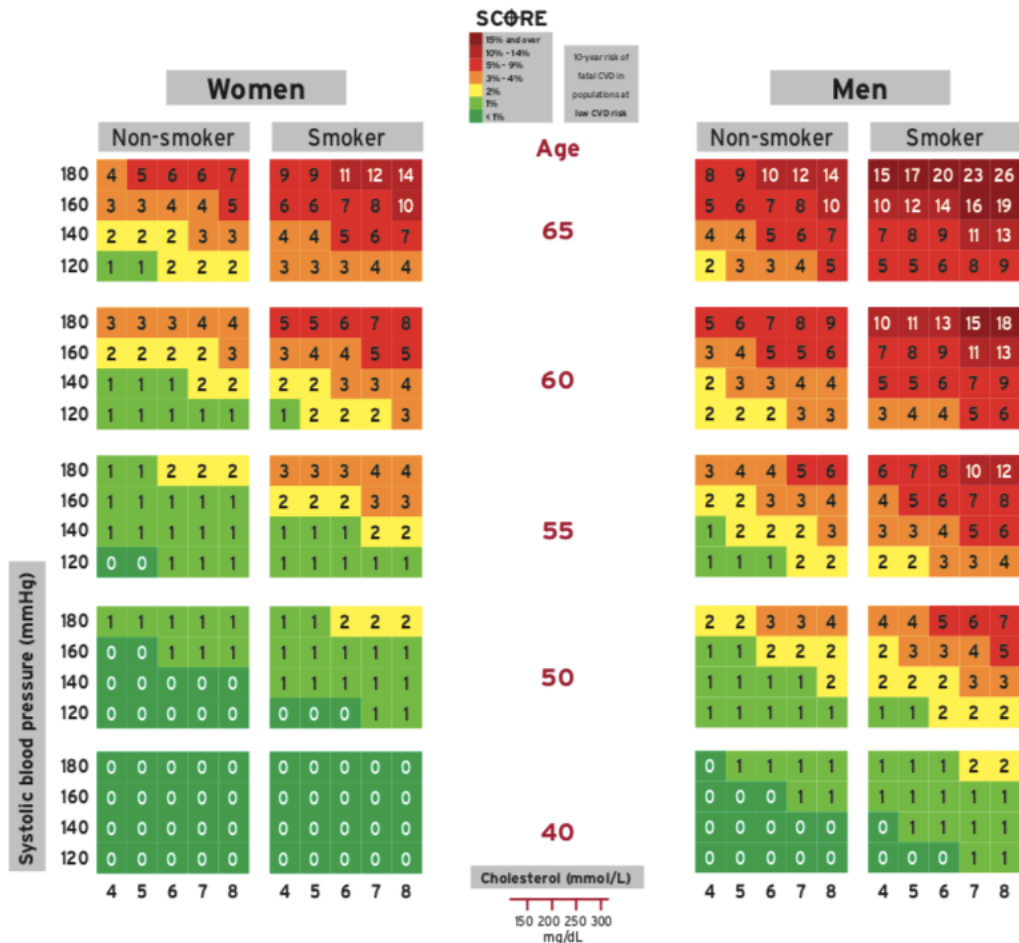 SCORE
15% and over
10% - 14%
5% - 9%
3% - 4%
2%
1%
< 1%
10-year risk of
fatal CVD in
populations at
low CVD risk
Women
Men
Non-smoker Smoker
Age
Non-smoker Smoker
180 4 5 6 6 7 9 9 11 12 14 8 9 10 12 14 15 17 20 23 26
160 3 3 4 4 5 6 6 7 8 10 5 6 7 8 10 10 12 14 16 19
65
140 2 2 2 3 3 4 4 5 6 7 4 4 5 6 7 7 8 9 11 13
120 1 1 2 2 2 3 3 3 4 4 2 3 3 4 5 5 5 6 8 9
180 3 3 3 4 4 5 5 6 7 8 5 6 7 8 9 10 11 13 15 18
160 2 2 2 2 3 3 4 4 5 5 3 4 5 5 6 7 8 9 11 13
60
140 1 1 1 2 2 2 2 3 3 4 2 3 3 4 4 5 5 6 7 9
120 1 1 1 1 1 1 2 2 2 3 2 2 2 3 3 3 4 4 5 6
180 1 1 2 2 2 3 3 3 4 4 3 4 4 5 6 6 7 8 10 12
160 1 1 1 1 1 2 2 2 3 3 2 2 3 3 4 4 5 6 7 8
55
140 1 1 1 1 1 1 1 1 2 2 1 2 2 2 3 3 3 4 5 6
120 0 0 1 1 1 1 1 1 1 1 1 1 1 2 2 2 2 3 3 4
180 1 1 1 1 1 1 1 2 2 2 2 2 3 3 4 4 4 5 6 7
160 0 0 1 1 1 1 1 1 1 1 1 1 2 2 2 2 3 3 4 5
50
140 0 0 0 0 0 1 1 1 1 1 1 1 1 1 2 2 2 2 3 3
120 0 0 0 0 0 0 0 0 1 1 1 1 1 1 1 1 1 2 2 2
180 0 0 0 0 0 0 0 0 0 0 0 1 1 1 1 1 1 1 2 2
160 0 0 0 0 0 0 0 0 0 0 0 0 0 1 1 1 1 1 1 1
140 0 0 0 0 0 0 0 0 0 0 0 0 0 0 0 0 1 1 1 1
40
120 0 0 0 0 0 0 0 0 0 0 0 0 0 0 0 0 0 0 1 1
4 5 6 7 8 4 5 6 7 8 4 5 6 7 8 4 5 6 7 8
Systolic blood pressure (mmHg)
Cholesterol (mmol/L)
150 200 250 300
mg/dL